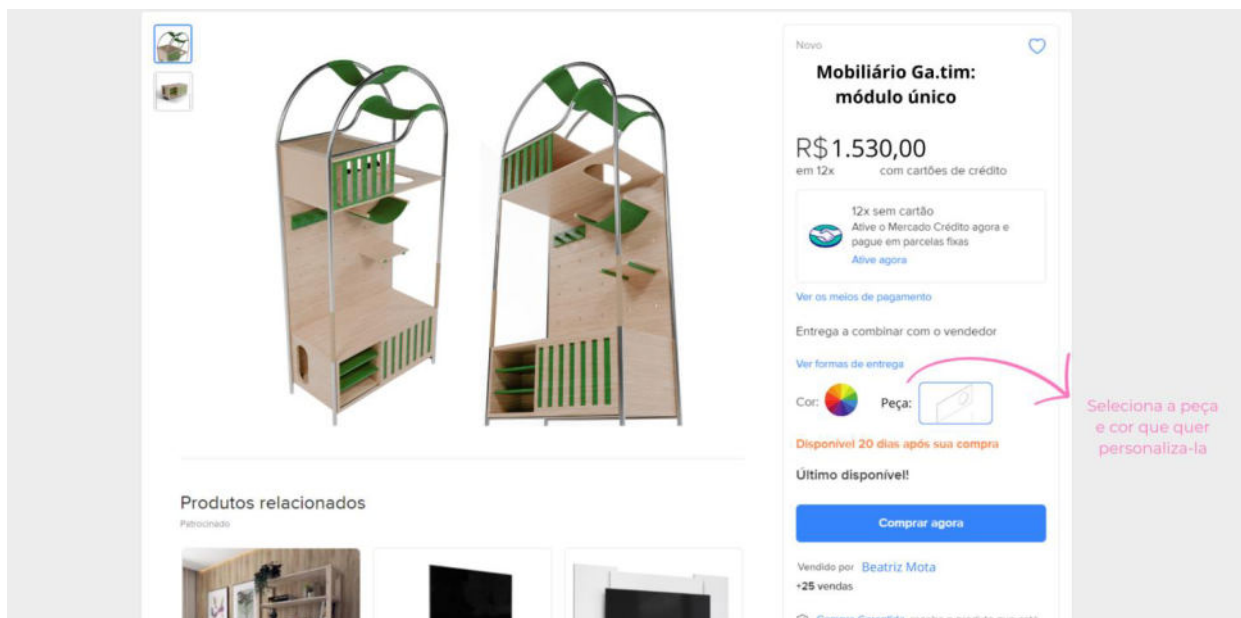 Novo
Mobiliário Ga.tim:
módulo único
R$1.530,00
em 12x com cartões de crédito
12x sem cartão
Ative o Mercado Crédito agora e
pague em parcelas fixas
Ative agora
Ver os meios de pagamento
Entrega a combinar com o vendedor
Ver formas de entrega
Cor: Peça:
Seleciona a peça
e cor que quer
personaliza-la
Disponível 20 dias após sua compra
Último disponível!
Comprar agora
Produtos relacionados
Patrocinado
Vendido por Beatriz Mota
+25 vendas